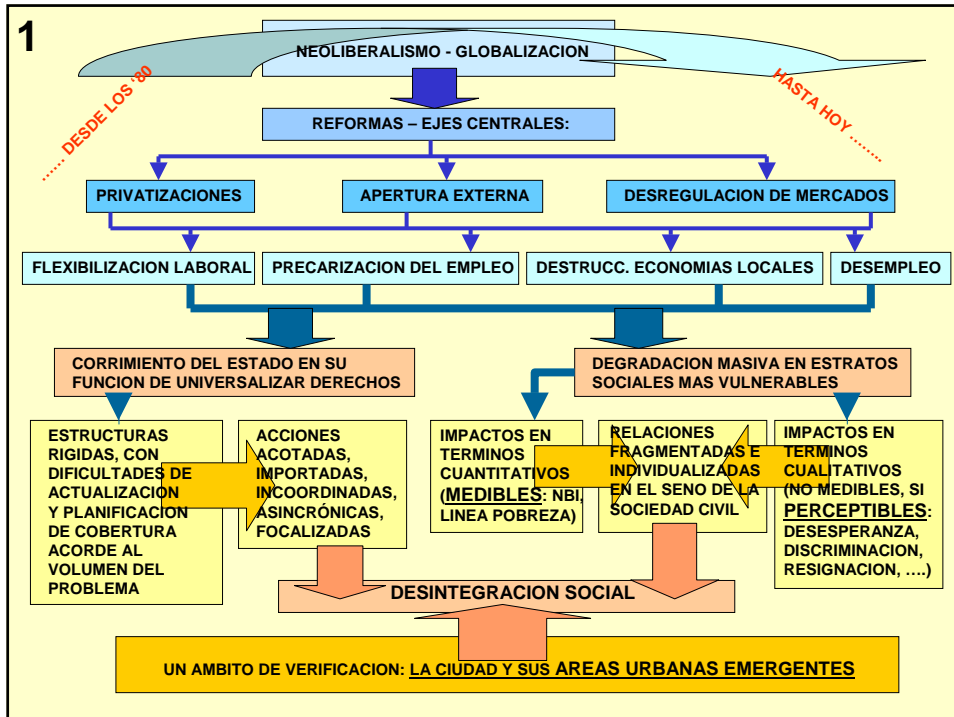 1
NEOLIBERALISMO - GLOBALIZACION
...... DESDE LOS ‘80
HASTA HOY .......
REFORMAS – EJES CENTRALES:
PRIVATIZACIONES
APERTURA EXTERNA
DESREGULACION DE MERCADOS
FLEXIBILIZACION LABORAL
PRECARIZACION DEL EMPLEO
DESTRUCC. ECONOMIAS LOCALES
DESEMPLEO
CORRIMIENTO DEL ESTADO EN SU
FUNCION DE UNIVERSALIZAR DERECHOS
DEGRADACION MASIVA EN ESTRATOS
SOCIALES MAS VULNERABLES
ESTRUCTURAS
RIGIDAS, CON
DIFICULTADES DE
ACTUALIZACION
Y PLANIFICACION
DE COBERTURA
ACORDE AL
VOLUMEN DEL
PROBLEMA
ACCIONES
ACOTADAS,
IMPORTADAS,
INCOORDINADAS,
ASINCRÓNICAS,
FOCALIZADAS
IMPACTOS EN
TERMINOS
CUANTITATIVOS
(MEDIBLES: NBI,
LINEA POBREZA)
RELACIONES
FRAGMENTADAS E
INDIVIDUALIZADAS
EN EL SENO DE LA
SOCIEDAD CIVIL
IMPACTOS EN
TERMINOS
CUALITATIVOS
(NO MEDIBLES, SI
PERCEPTIBLES:
DESESPERANZA,
DISCRIMINACION,
RESIGNACION, ....)
DESINTEGRACION SOCIAL
UN AMBITO DE VERIFICACION: LA CIUDAD Y SUS AREAS URBANAS EMERGENTES